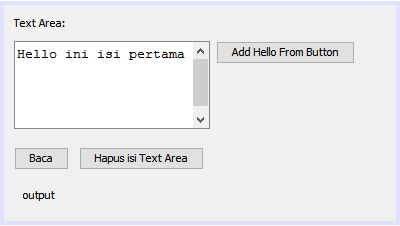 Text Area:
Hello ini isi pertama
Add Hello From Button
Baca
Hapus isi Text Area
output